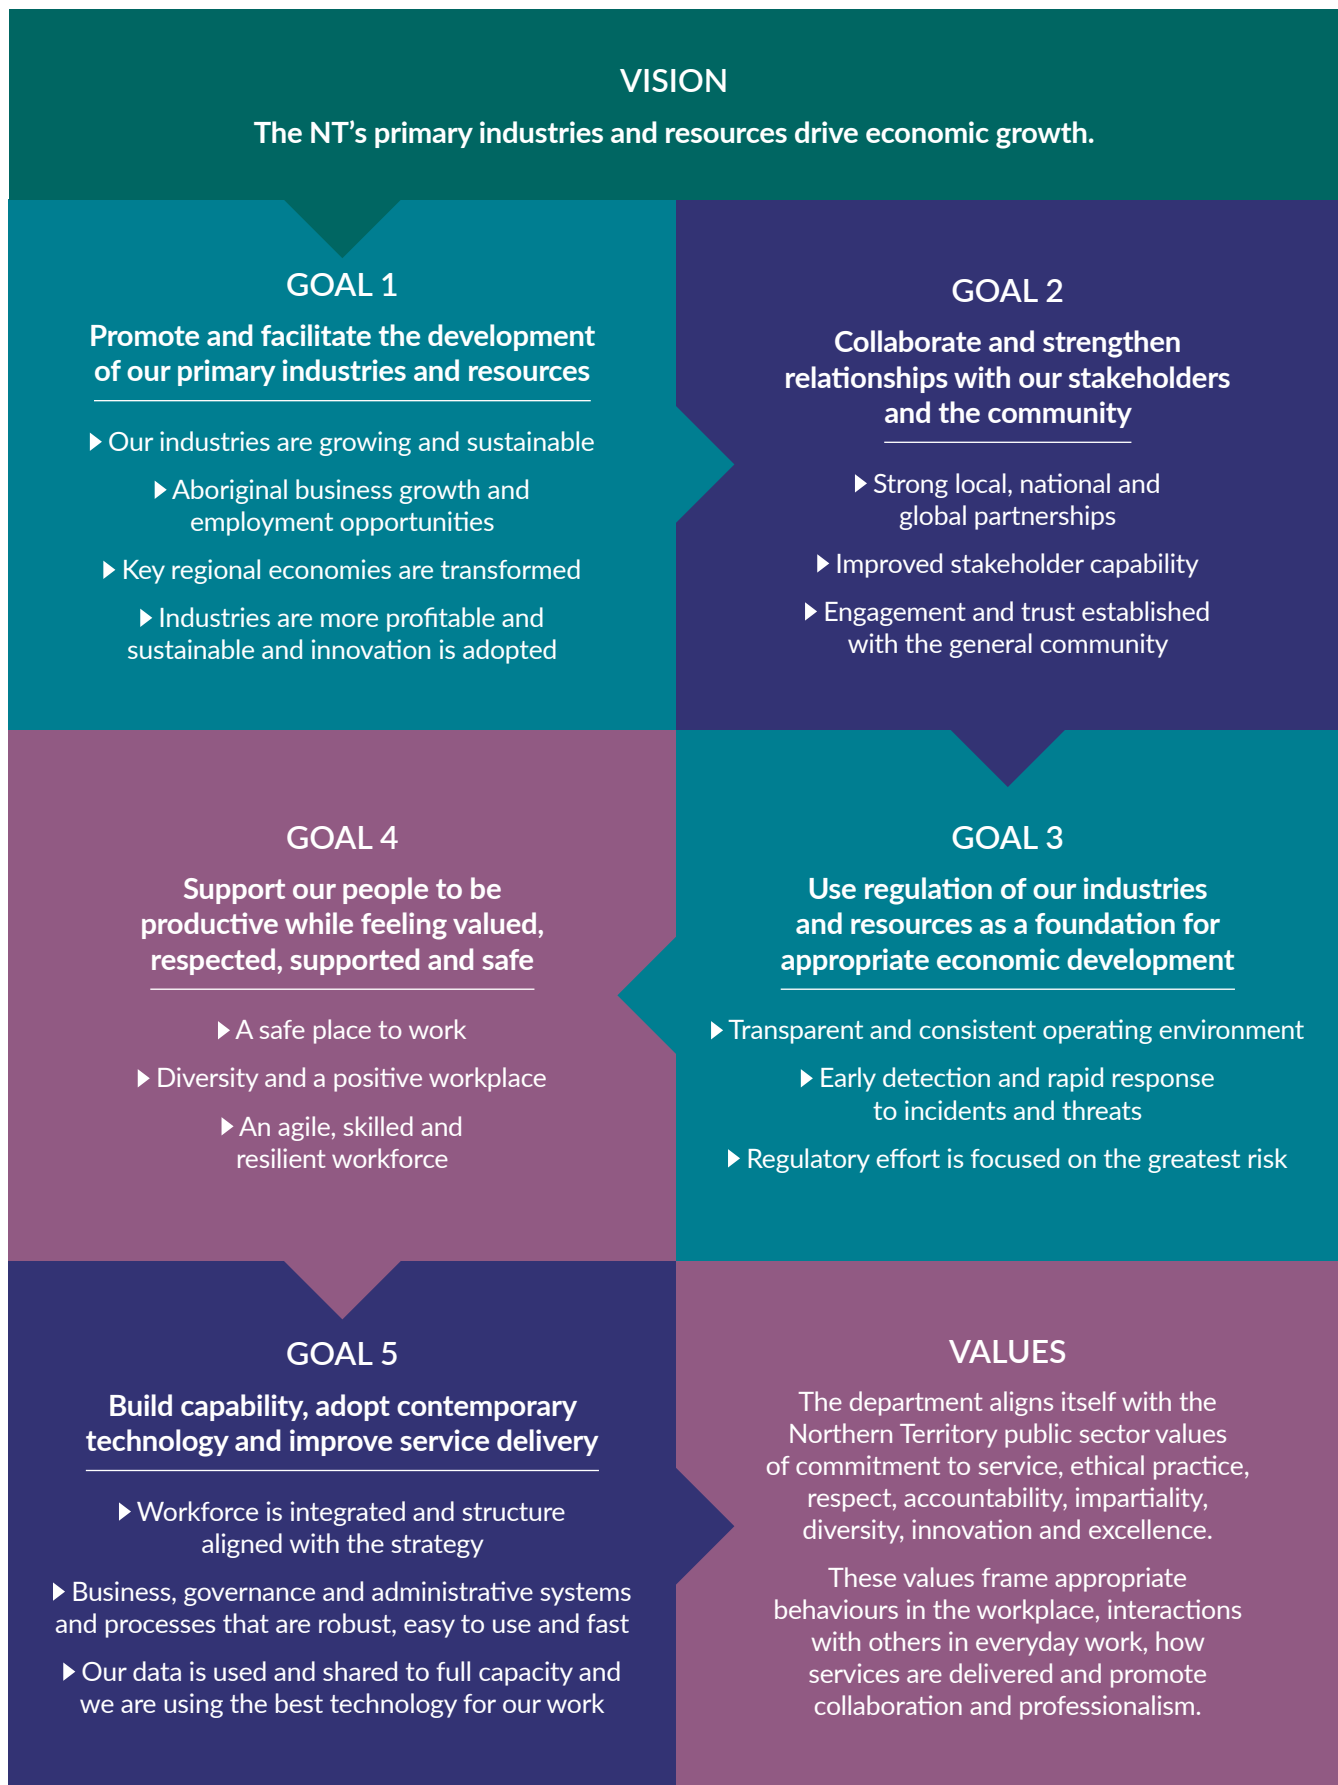 VISION
The NT’s primary industries and resources drive economic growth.
GOAL 1
Promote and facilitate the development
of our primary industries and resources
Our industries are growing and sustainable
Aboriginal business growth and
employment opportunities
Key regional economies are transformed
Industries are more profitable and
sustainable and innovation is adopted
GOAL 2
Collaborate and strengthen
relationships with our stakeholders
and the community
Strong local, national and
global partnerships
Improved stakeholder capability
Engagement and trust established
with the general community
GOAL 3
Use regulation of our industries
and resources as a foundation for
appropriate economic development
Transparent and consistent operating environment
Early detection and rapid response
to incidents and threats
Regulatory effort is focused on the greatest risk
GOAL 4
Support our people to be
productive while feeling valued,
respected, supported and safe
A safe place to work
Diversity and a positive workplace
An agile, skilled and
resilient workforce
GOAL 5
Build capability, adopt contemporary
technology and improve service delivery
Workforce is integrated and structure
aligned with the strategy
Business, governance and administrative systems
and processes that are robust, easy to use and fast
Our data is used and shared to full capacity and
we are using the best technology for our work
VALUES
The department aligns itself with the
Northern Territory public sector values
of commitment to service, ethical practice,
respect, accountability, impartiality,
diversity, innovation and excellence.
These values frame appropriate
behaviours in the workplace, interactions
with others in everyday work, how
services are delivered and promote
collaboration and professionalism.